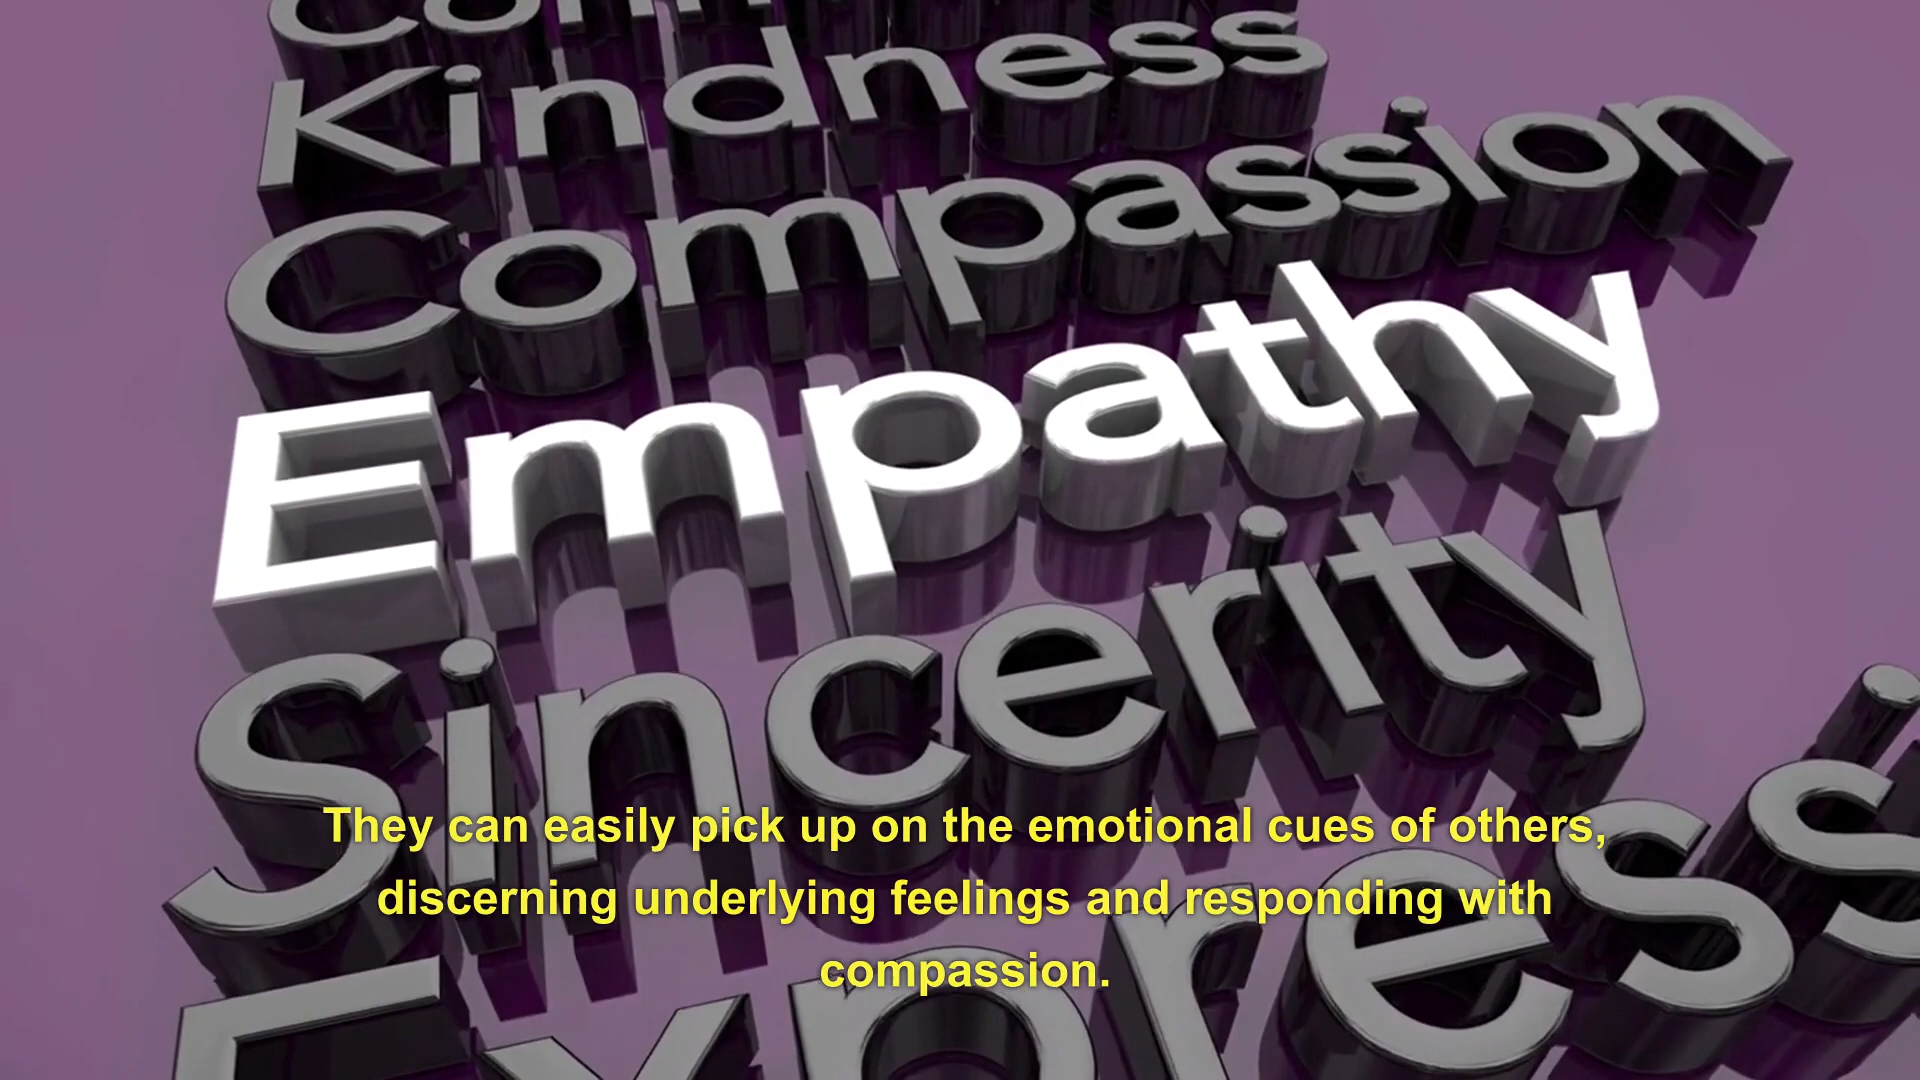 Kindness
Compassion
Empathy
Sincerity
They can easily pick up on the emotional cues of others,
discerning underlying feelings and responding with
compassion.